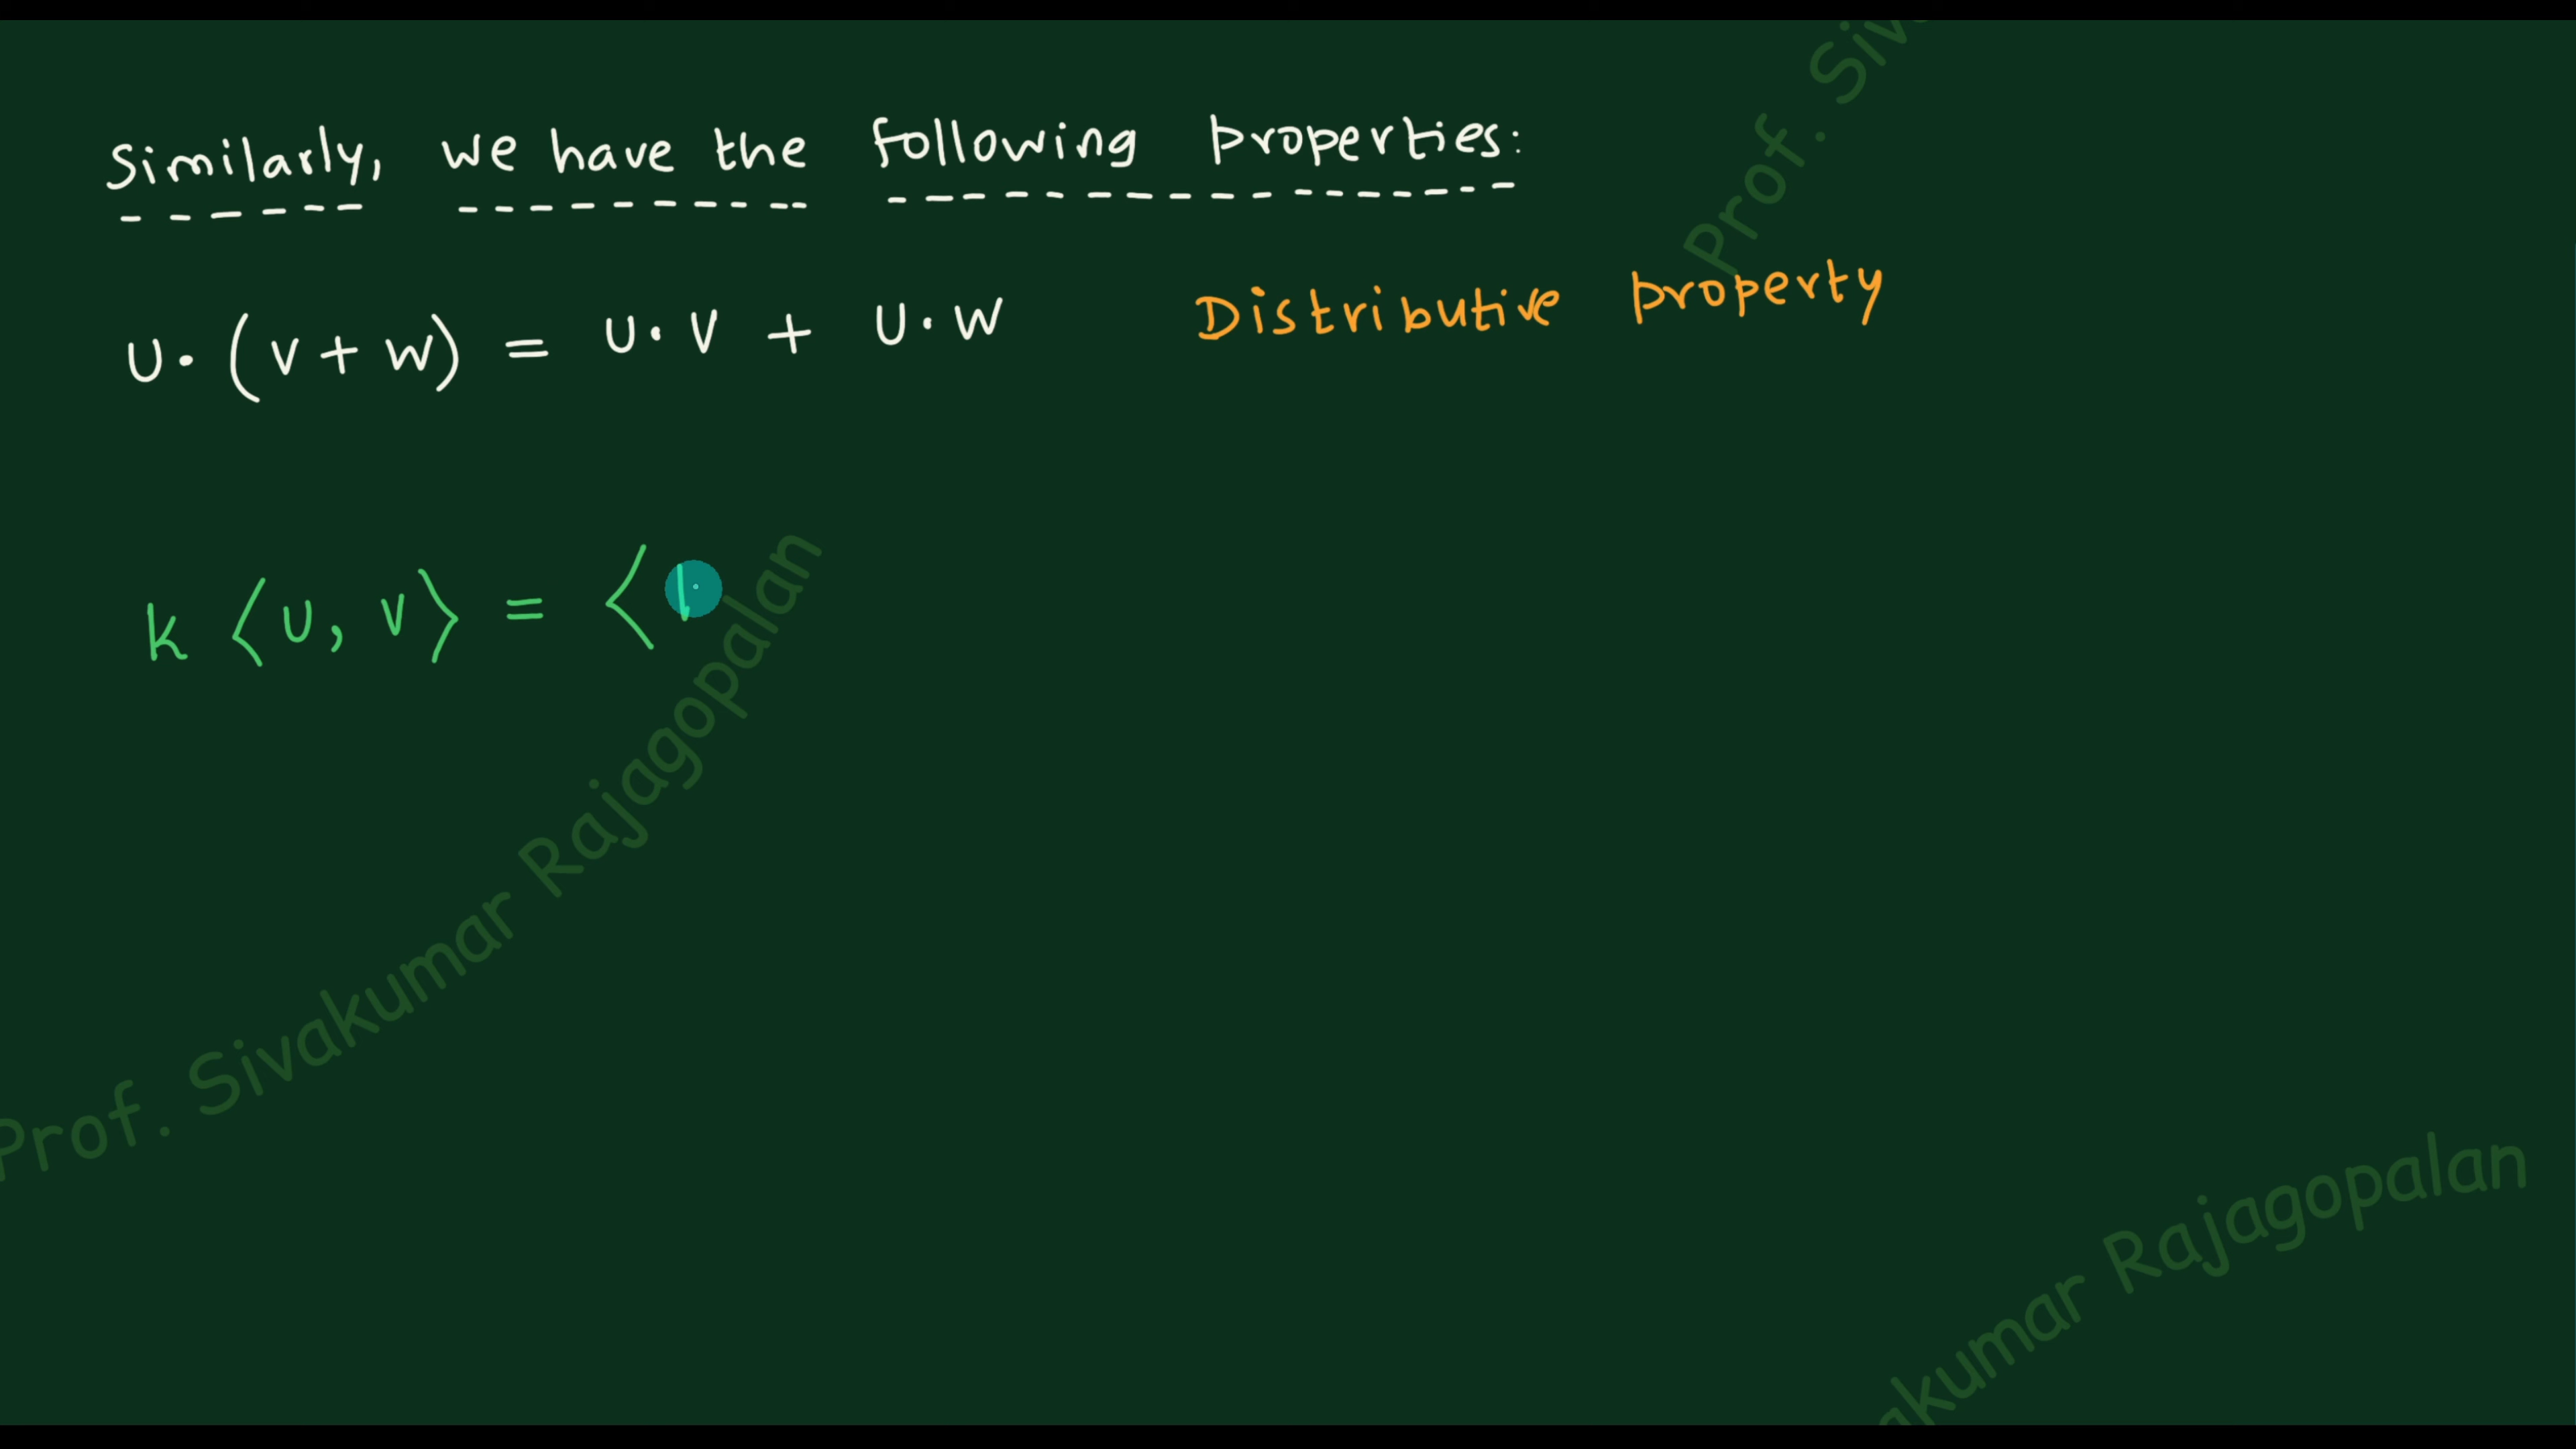 Similarly, we have the following properties:
u · (v + w) = u · v + u · w Distributive property
k ⟨u, v⟩ = ⟨
Prof. Sivakumar Rajagopalan
Prof. Siv
akumar Rajagopalan